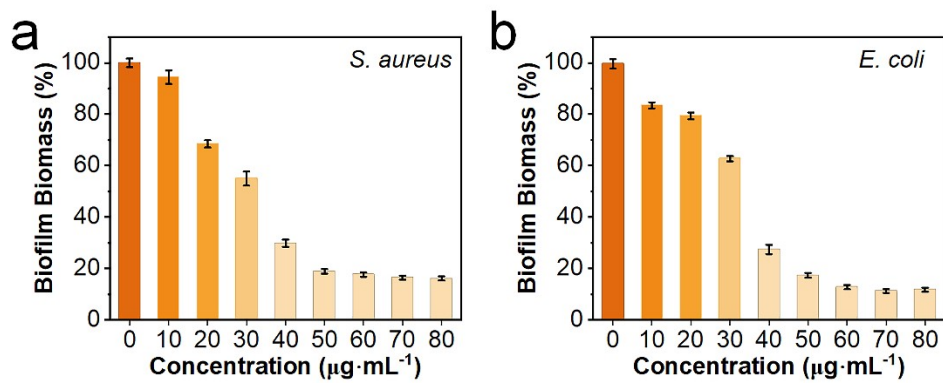 a
S. aureus
Biofilm Biomass (%)
100
80
60
40
20
0
0 10 20 30 40 50 60 70 80
Concentration (μg·mL⁻¹)
b
E. coli
Biofilm Biomass (%)
100
80
60
40
20
0
0 10 20 30 40 50 60 70 80
Concentration (μg·mL⁻¹)